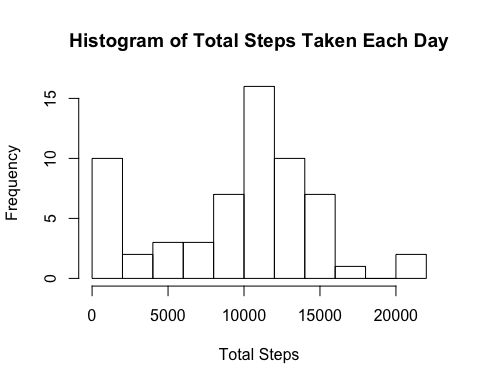 Histogram of Total Steps Taken Each Day
Frequency
15
10
5
0
0 5000 10000 15000 20000
Total Steps